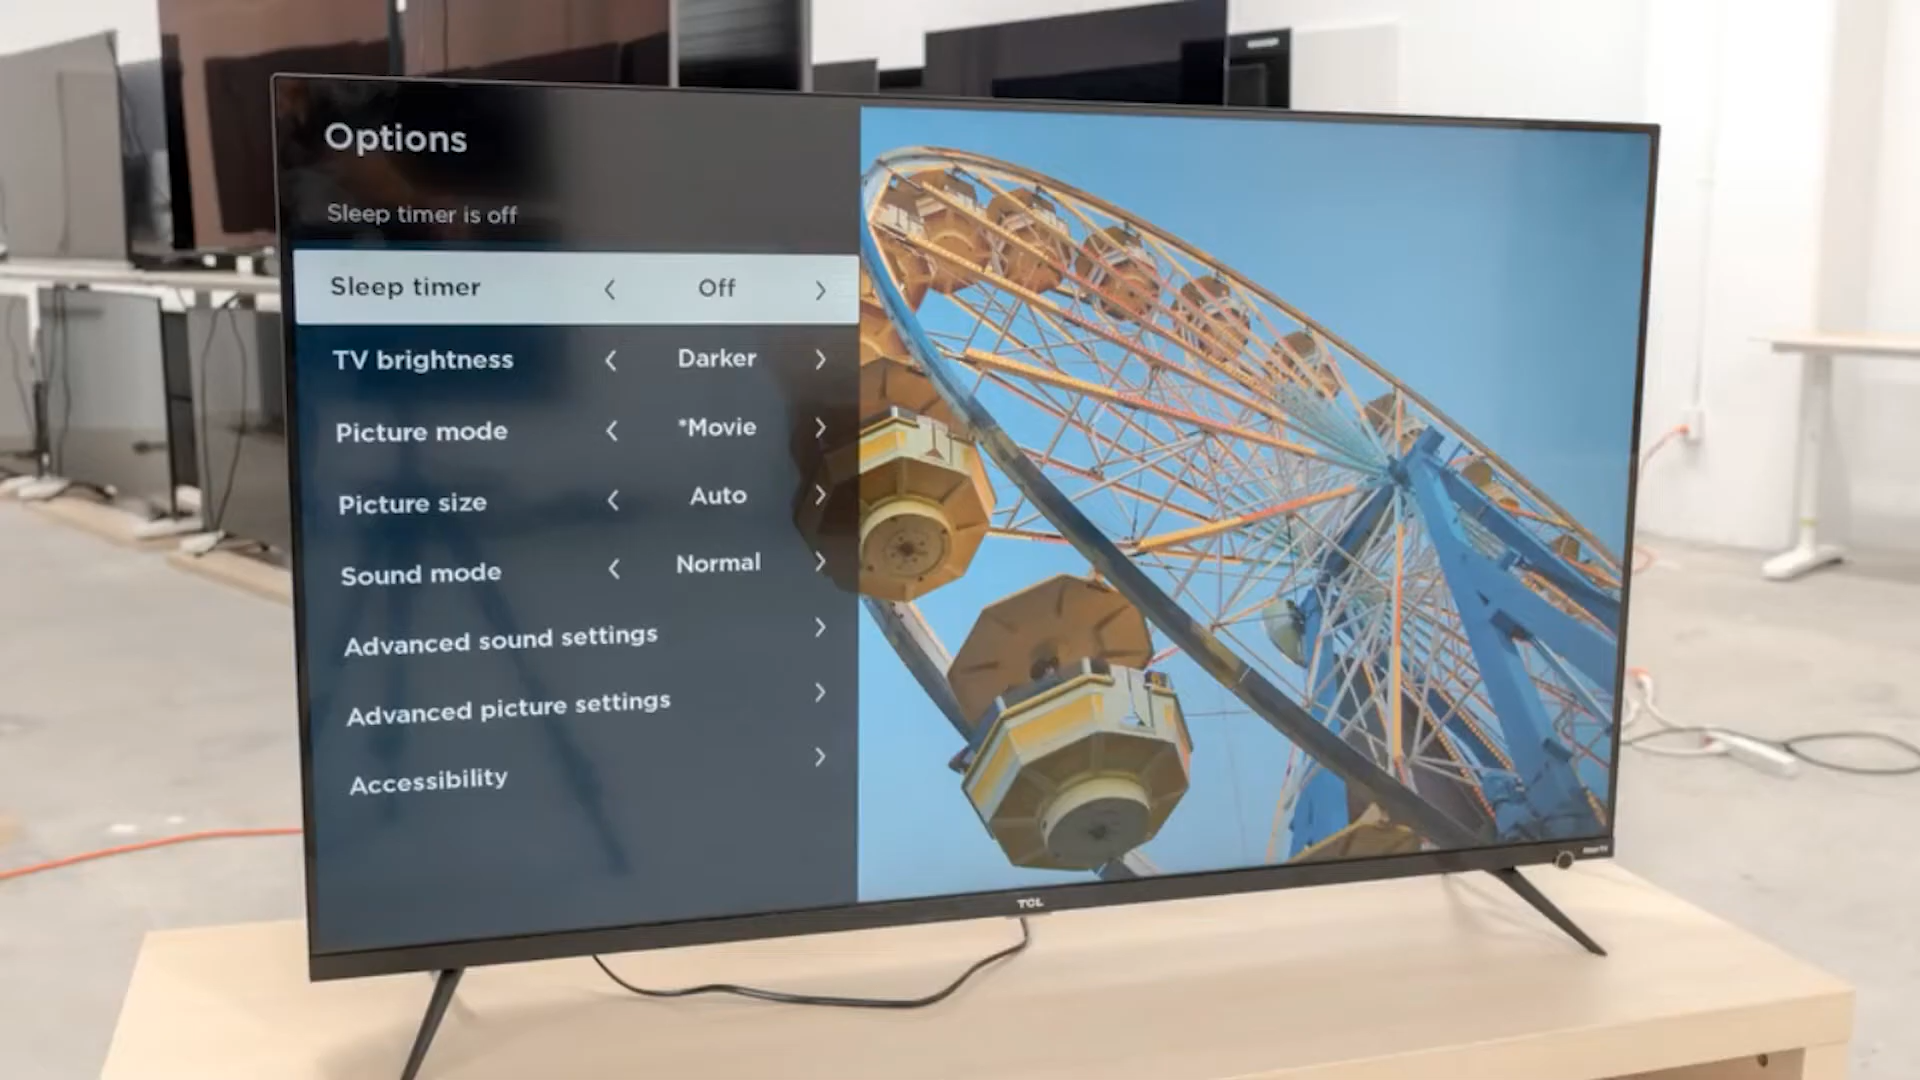 Options
Sleep timer is off
Sleep timer < Off >
TV brightness < Darker >
Picture mode < *Movie >
Picture size < Auto >
Sound mode < Normal >
Advanced sound settings >
Advanced picture settings >
Accessibility >
TCL